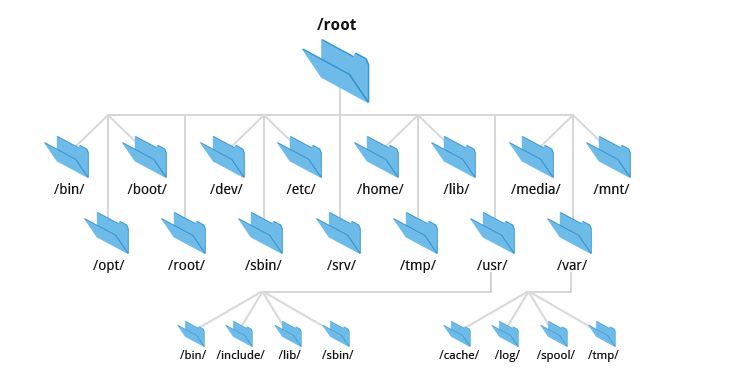 /root
/bin/ /boot/ /dev/ /etc/ /home/ /lib/ /media/ /mnt/
/opt/ /root/ /sbin/ /srv/ /tmp/ /usr/ /var/
/bin/ /include/ /lib/ /sbin/ /cache/ /log/ /spool/ /tmp/